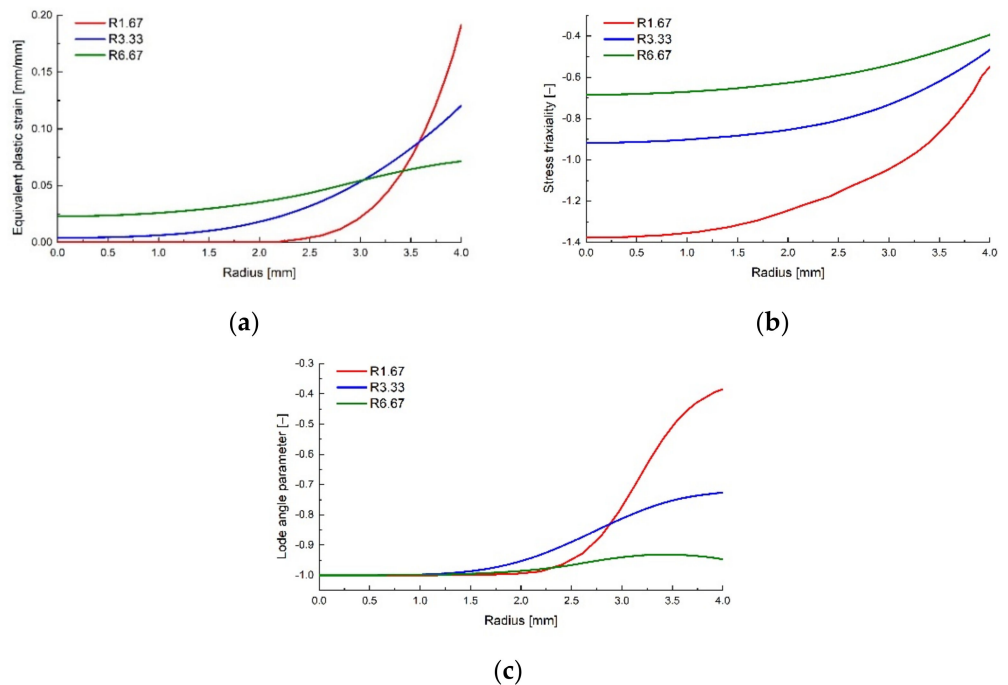 R1.67
R3.33
R6.67
Equivalent plastic strain [mm/mm]
0.20
0.15
0.10
0.05
0.00
0.0 0.5 1.0 1.5 2.0 2.5 3.0 3.5 4.0
Radius [mm]
(a)
R1.67
R3.33
R6.67
Stress triaxiality [–]
-0.4
-0.6
-0.8
-1.0
-1.2
-1.4
0.0 0.5 1.0 1.5 2.0 2.5 3.0 3.5 4.0
Radius [mm]
(b)
R1.67
R3.33
R6.67
Lode angle parameter [–]
-0.3
-0.4
-0.5
-0.6
-0.7
-0.8
-0.9
-1.0
0.0 0.5 1.0 1.5 2.0 2.5 3.0 3.5 4.0
Radius [mm]
(c)